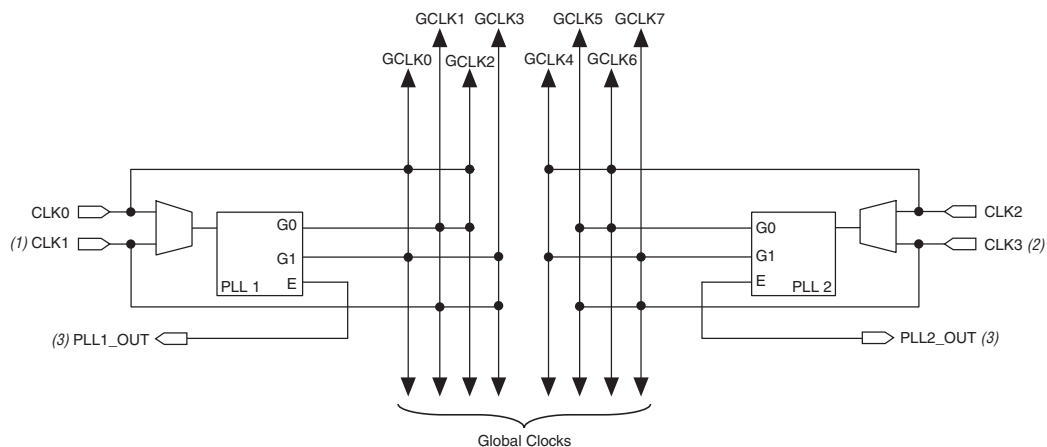 GCLK1 GCLK3 GCLK5 GCLK7
GCLK0 GCLK2 GCLK4 GCLK6
CLK0
(1) CLK1
G0
G1
E
PLL 1
(3) PLL1_OUT
G0
G1
E
PLL 2
CLK2
CLK3 (2)
PLL2_OUT (3)
Global Clocks